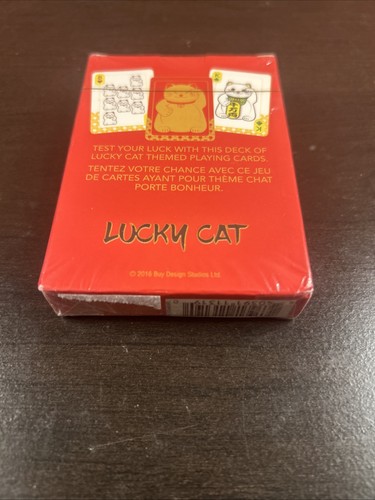 TEST YOUR LUCK WITH THIS DECK OF
LUCKY CAT THEMED PLAYING CARDS.
TENTEZ VOTRE CHANCE AVEC CE JEU
DE CARTES AYANT POUR THÈME CHAT
PORTE BONHEUR.
LUCKY CAT
© 2016 Buy Design Studios Ltd.